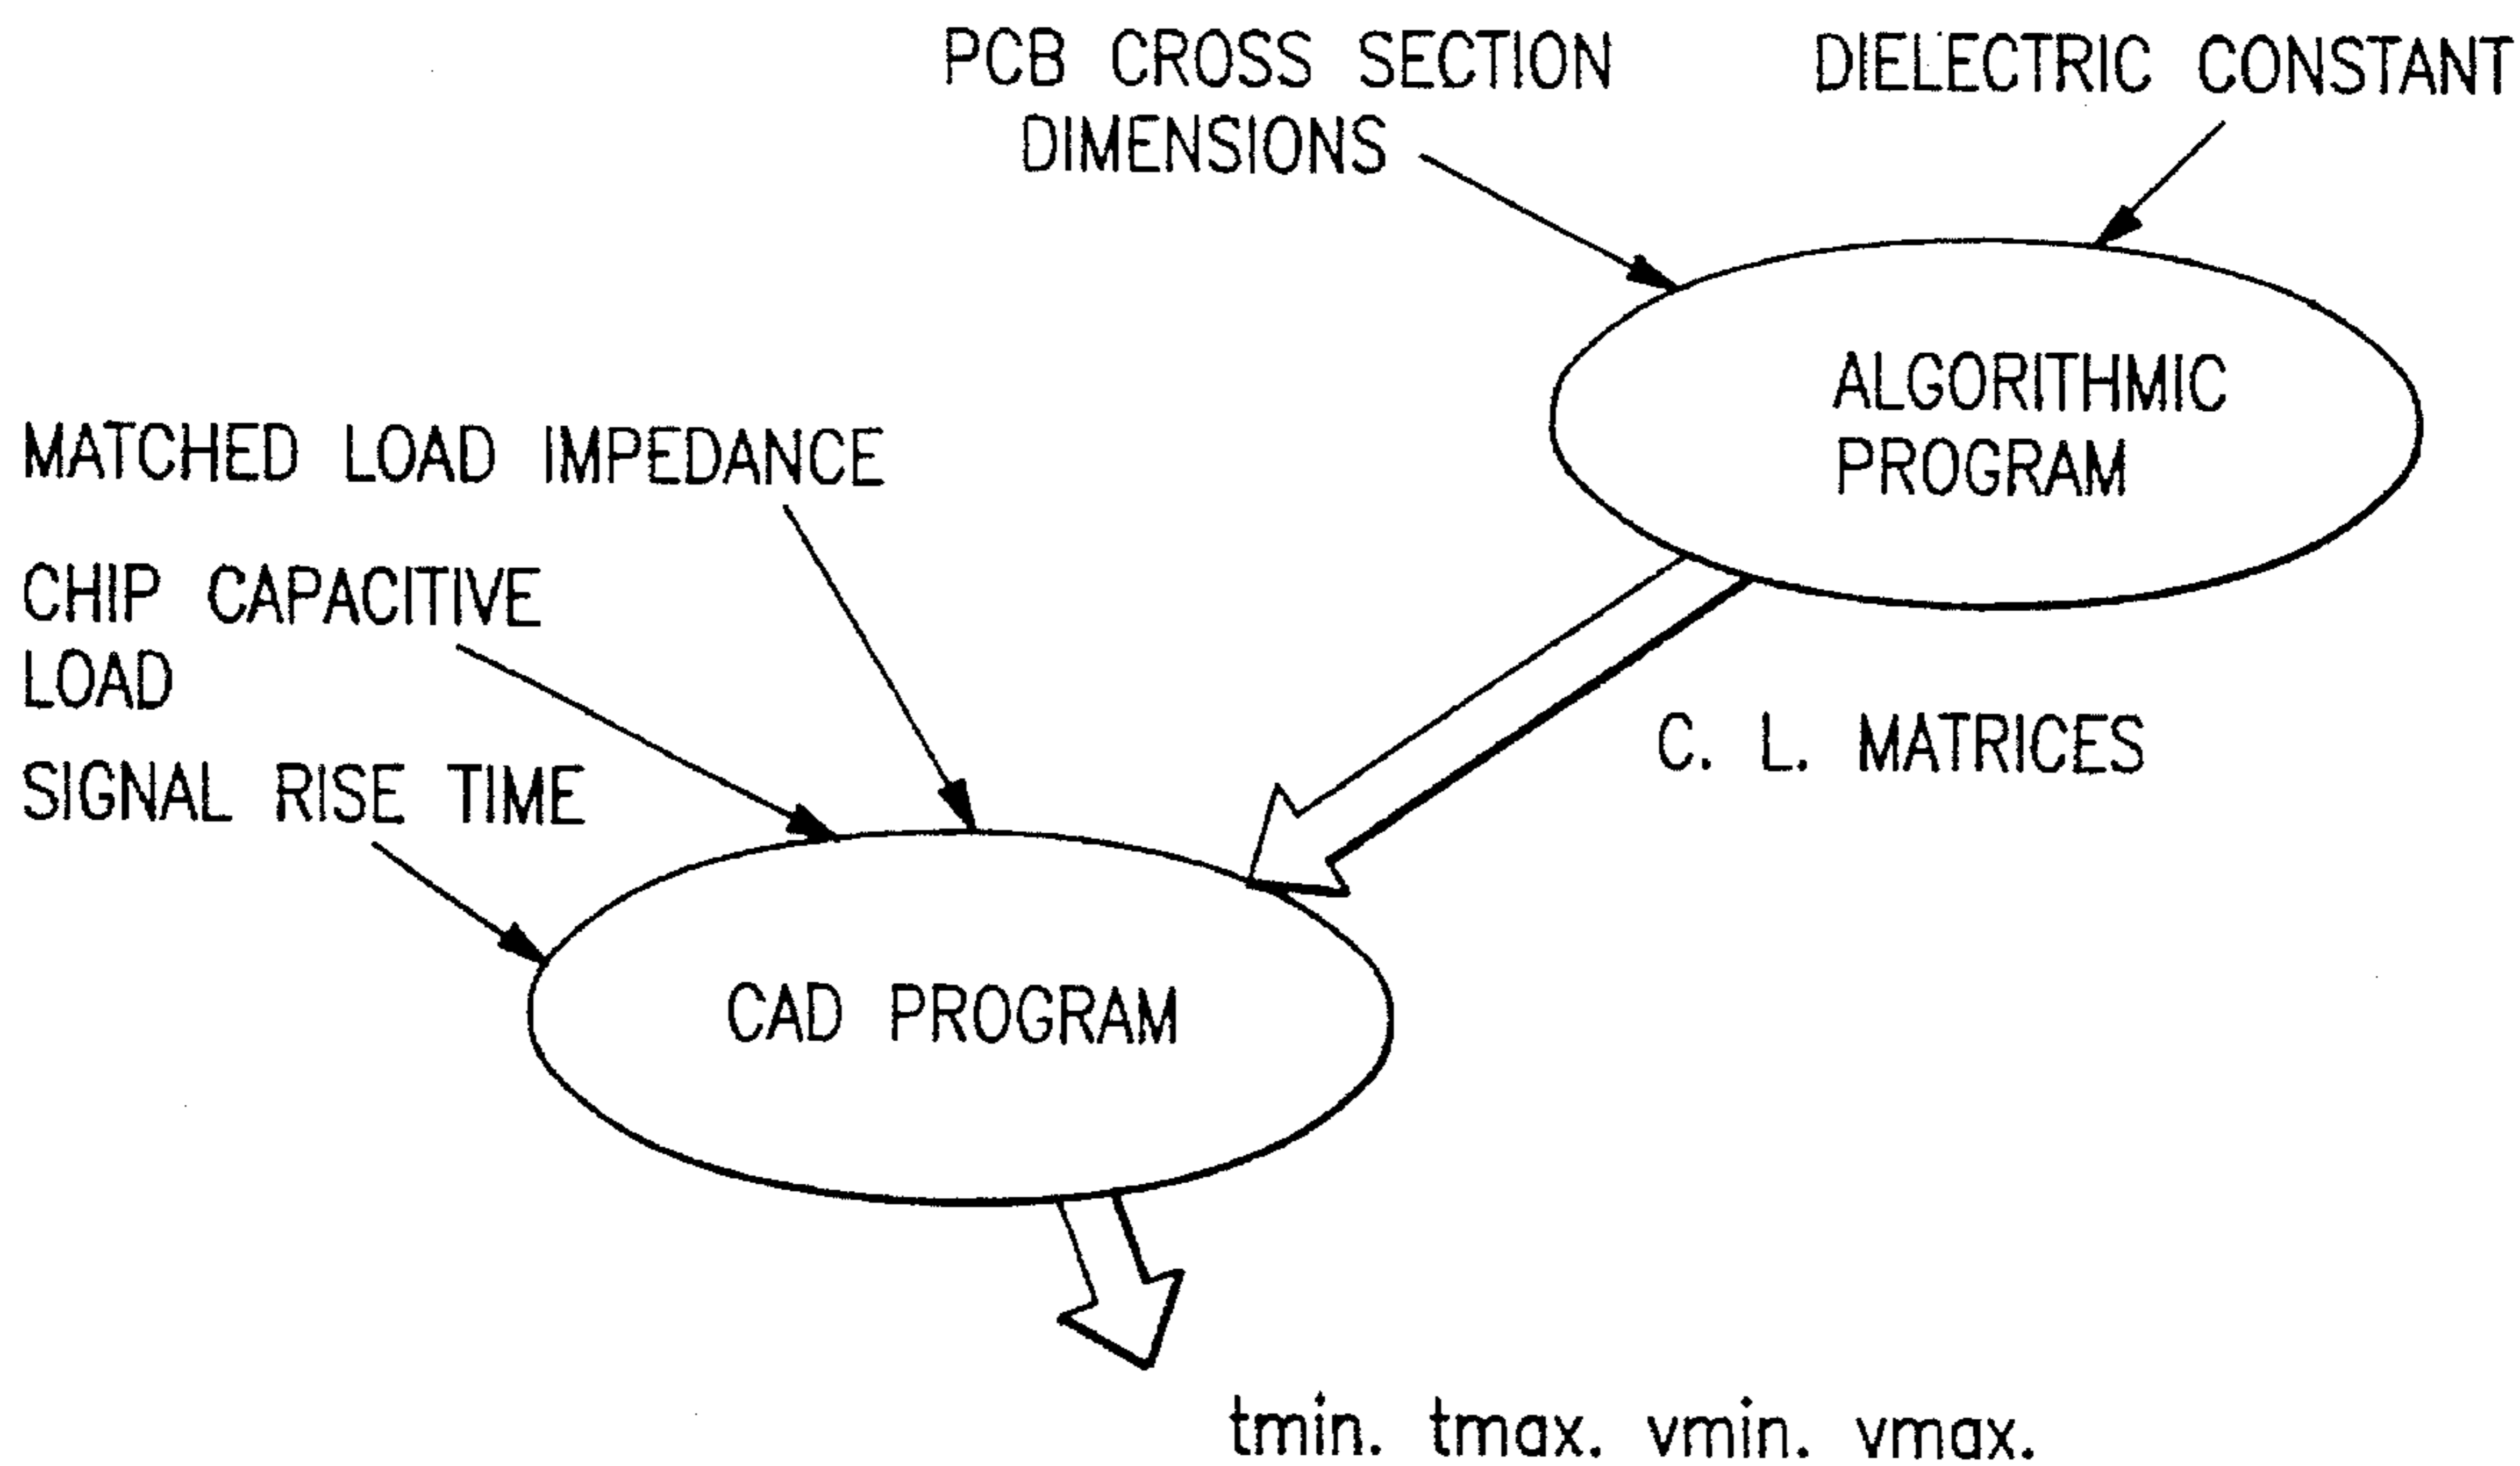 PCB CROSS SECTION
DIMENSIONS
DIELECTRIC CONSTANT
ALGORITHMIC
PROGRAM
MATCHED LOAD IMPEDANCE
CHIP CAPACITIVE
LOAD
SIGNAL RISE TIME
C. L. MATRICES
CAD PROGRAM
tmin. tmax. vmin. vmax.